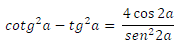 cotg²a − tg²a = 4 cos 2a / sen²2a